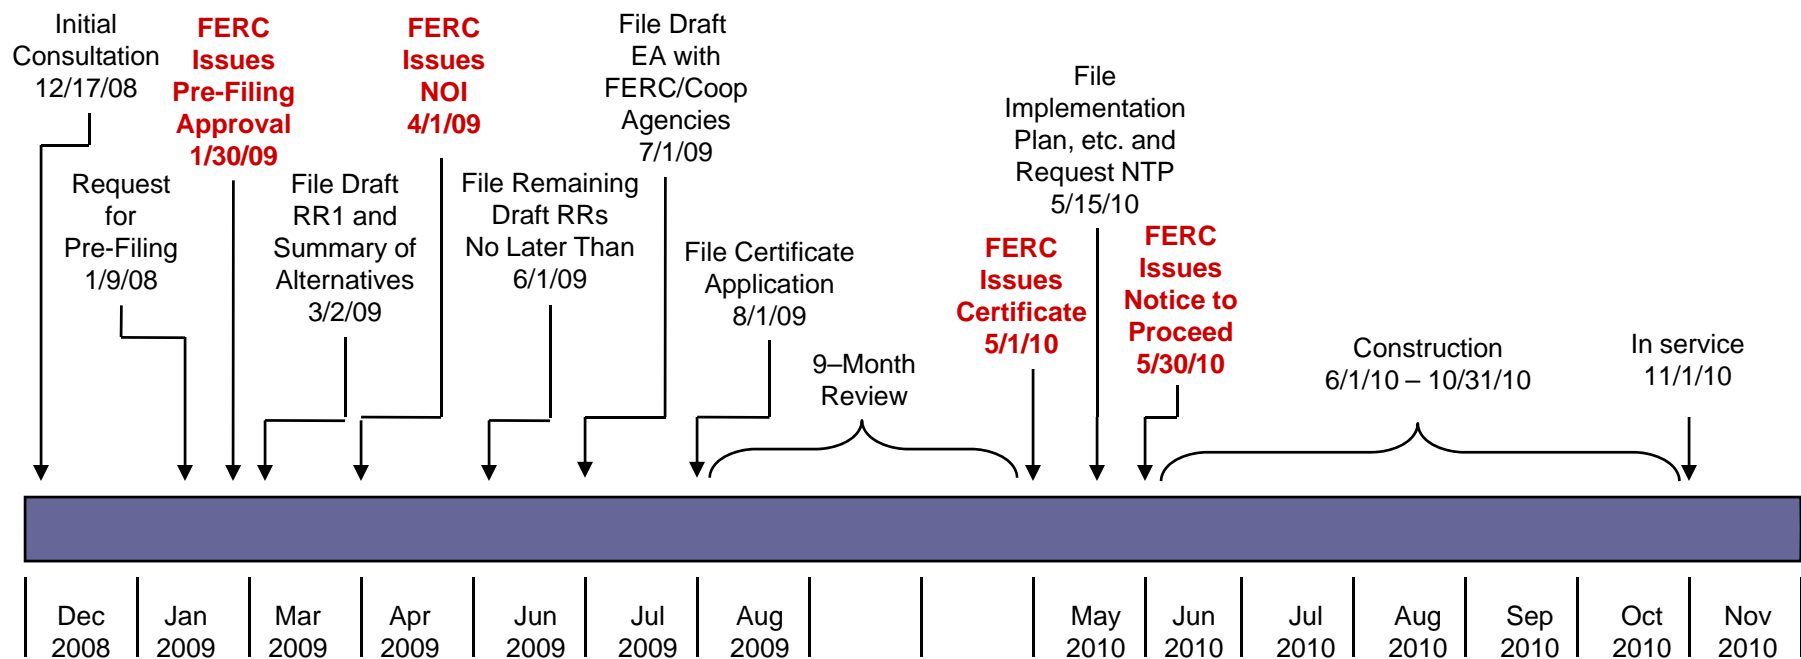 Initial
Consultation
12/17/08
FERC
Issues
Pre-Filing
Approval
1/30/09
FERC
Issues
NOI
4/1/09
File Draft
EA with
FERC/Coop
Agencies
7/1/09
File
Implementation
Plan, etc. and
Request NTP
5/15/10
Request
for
Pre-Filing
1/9/08
File Draft
RR1 and
Summary of
Alternatives
3/2/09
File Remaining
Draft RRs
No Later Than
6/1/09
File Certificate
Application
8/1/09
9–Month
Review
FERC
Issues
Certificate
5/1/10
FERC
Issues
Notice to
Proceed
5/30/10
Construction
6/1/10 – 10/31/10
In service
11/1/10
Dec
2008
Jan
2009
Mar
2009
Apr
2009
Jun
2009
Jul
2009
Aug
2009
May
2010
Jun
2010
Jul
2010
Aug
2010
Sep
2010
Oct
2010
Nov
2010